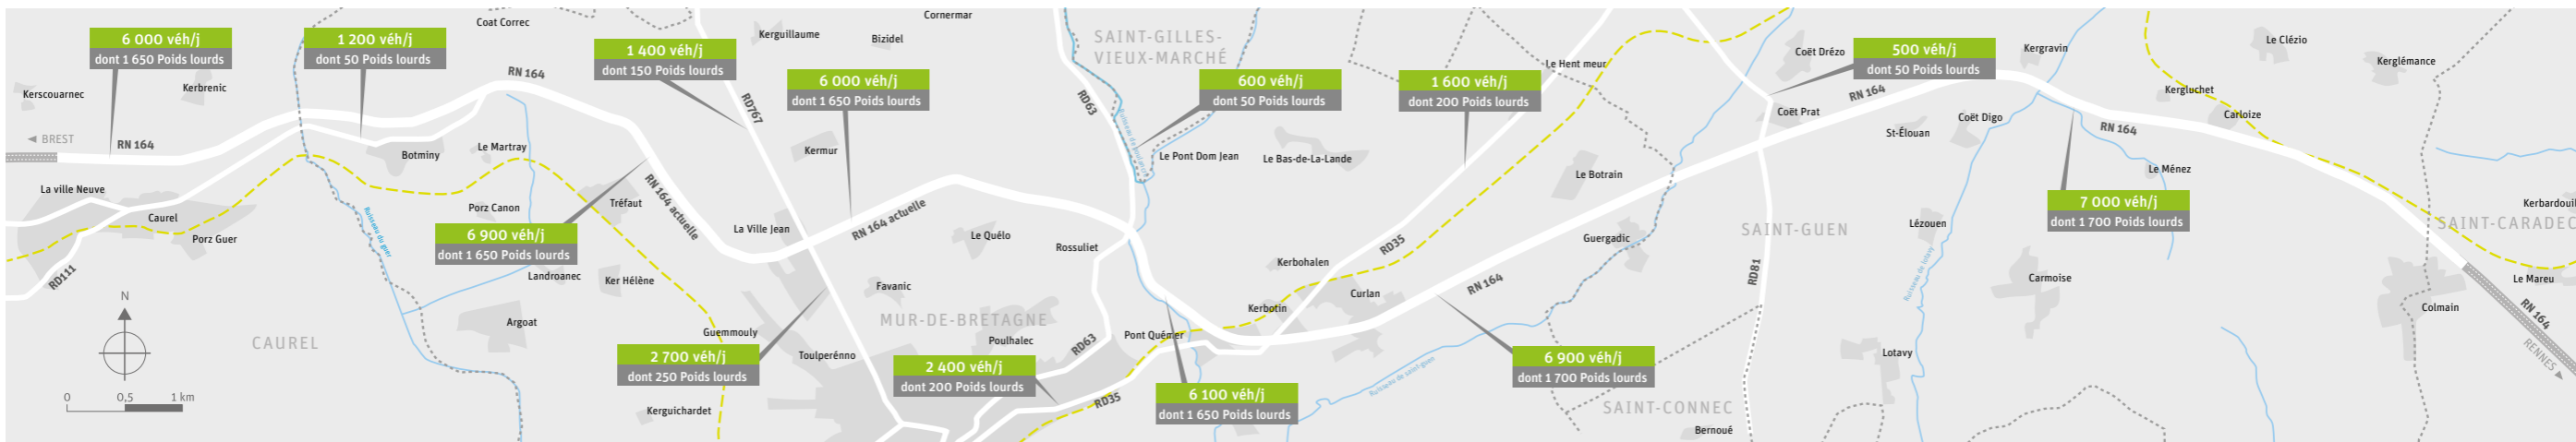 Coat Correc
Cornermar
Kerguillaume
Bizidel
SAINT-GILLES-
VIEUX-MARCHÉ
6 000 véh/j
dont 1 650 Poids lourds
1 200 véh/j
dont 50 Poids lourds
1 400 véh/j
dont 150 Poids lourds
6 000 véh/j
dont 1 650 Poids lourds
600 véh/j
dont 50 Poids lourds
1 600 véh/j
dont 200 Poids lourds
Le Hent meur
Coët Drézo
500 véh/j
dont 50 Poids lourds
Kergravin
Le Clézio
Kerglémance
Kerscouarnec
Kerbrenic
RN 164
RD767
RD63
RN 164
Kergluchet
Carloize
Coët Prat
St-Élouan
Coët Digo
RN 164
◄ BREST
RN 164
Botminy
Le Martray
Kermur
Le Pont Dom Jean
Le Bas-de-La-Lande
Le Botrain
Le Ménez
La ville Neuve
Caurel
Porz Guer
Ruisseau du guer
Porz Canon
Tréfaut
RN 164 actuelle
La Ville Jean
RN 164 actuelle
7 000 véh/j
dont 1 700 Poids lourds
Kerbardouil
SAINT-CARADEC
6 900 véh/j
dont 1 650 Poids lourds
Le Quélo
Rossuliet
RD35
Guergadic
SAINT-GUEN
Lézouen
RD111
Landroanec
Ker Hélène
Favanic
Kerbohalen
Curlan
RN 164
RD81
Carmoise
Le Mareu
N
Argoat
Guemmouly
MUR-DE-BRETAGNE
Kerbotin
Colmain
RN 164
CAUREL
Toulperénno
Poulhalec
RD63
Pont Quémer
Ruisseau de saint-guen
Lotavy
RENNES ►
2 700 véh/j
dont 250 Poids lourds
2 400 véh/j
dont 200 Poids lourds
6 100 véh/j
dont 1 650 Poids lourds
6 900 véh/j
dont 1 700 Poids lourds
0 0,5 1 km
Kerguichardet
RD35
SAINT-CONNEC
Bernoué